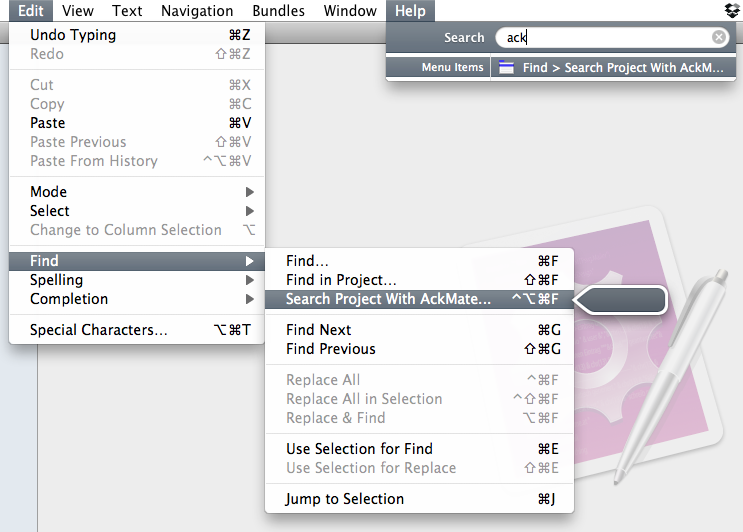 Edit View Text Navigation Bundles Window Help
Search ack
Menu Items Find > Search Project With AckM...
Undo Typing ⌘Z
Redo ⇧⌘Z
Cut ⌘X
Copy ⌘C
Paste ⌘V
Paste Previous ⇧⌘V
Paste From History ^⌥⌘V
Mode ▶
Select ▶
Change to Column Selection ⌥
Find ▶
Spelling ▶
Completion ▶
Special Characters... ⌥⌘T
Find... ⌘F
Find in Project... ⇧⌘F
Search Project With AckMate... ^⌥⌘F
Find Next ⌘G
Find Previous ⇧⌘G
Replace All ^⌘F
Replace All in Selection ^⇧⌘F
Replace & Find ⌥⌘F
Use Selection for Find ⌘E
Use Selection for Replace ⇧⌘E
Jump to Selection ⌘J